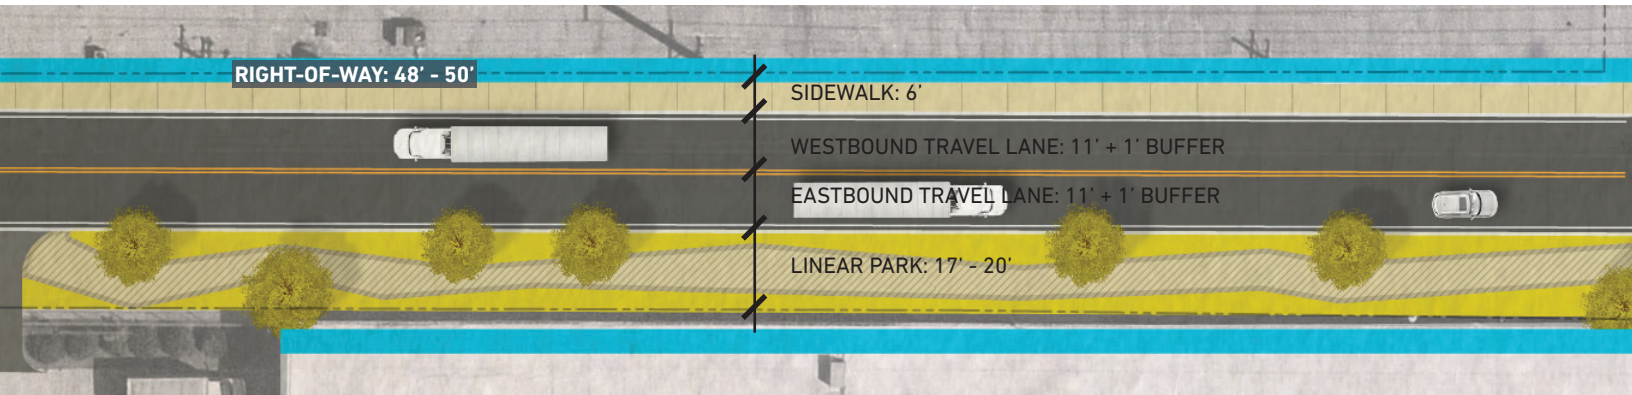 RIGHT-OF-WAY: 48' - 50'
SIDEWALK: 6'
WESTBOUND TRAVEL LANE: 11' + 1' BUFFER
EASTBOUND TRAVEL LANE: 11' + 1' BUFFER
LINEAR PARK: 17' - 20'